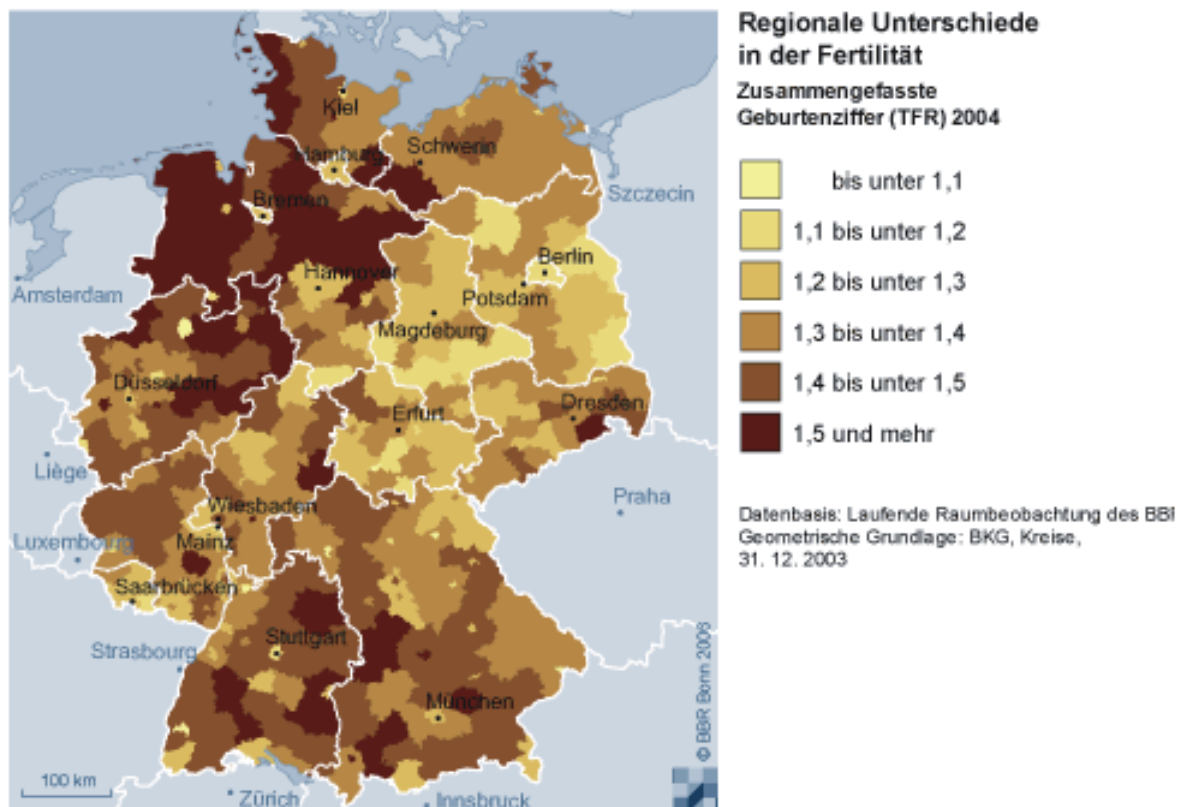 Regionale Unterschiede
in der Fertilität
Zusammengefasste
Geburtenziffer (TFR) 2004
bis unter 1,1
1,1 bis unter 1,2
1,2 bis unter 1,3
1,3 bis unter 1,4
1,4 bis unter 1,5
1,5 und mehr
Datenbasis: Laufende Raumbeobachtung des BBR
Geometrische Grundlage: BKG, Kreise,
31. 12. 2003
Kiel
Hamburg
Schwerin
Szczecin
Bremen
Berlin
Hannover
Amsterdam
Potsdam
Magdeburg
Düsseldorf
Erfurt
Dresden
Liège
Praha
Wiesbaden
Luxembourg
Mainz
Saarbrücken
Stuttgart
Strasbourg
München
100 km
Zürich
Innsbruck
© BBR Bonn 2006